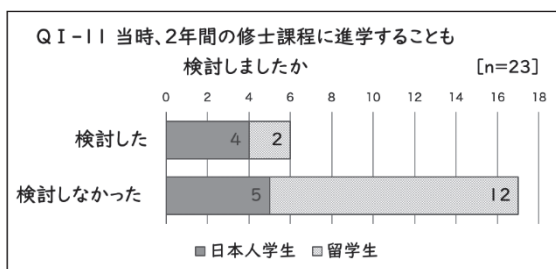 QⅠ-11 当時、2年間の修士課程に進学することも
検討しましたか [n=23]
0 2 4 6 8 10 12 14 16 18
検討した 4 2
検討しなかった 5 12
■日本人学生 留学生